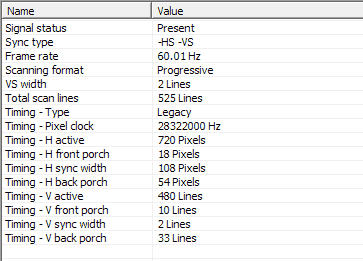 Name Value
Signal status Present
Sync type -HS -VS
Frame rate 60.01 Hz
Scanning format Progressive
VS width 2 Lines
Total scan lines 525 Lines
Timing - Type Legacy
Timing - Pixel clock 28322000 Hz
Timing - H active 720 Pixels
Timing - H front porch 18 Pixels
Timing - H sync width 108 Pixels
Timing - H back porch 54 Pixels
Timing - V active 480 Lines
Timing - V front porch 10 Lines
Timing - V sync width 2 Lines
Timing - V back porch 33 Lines